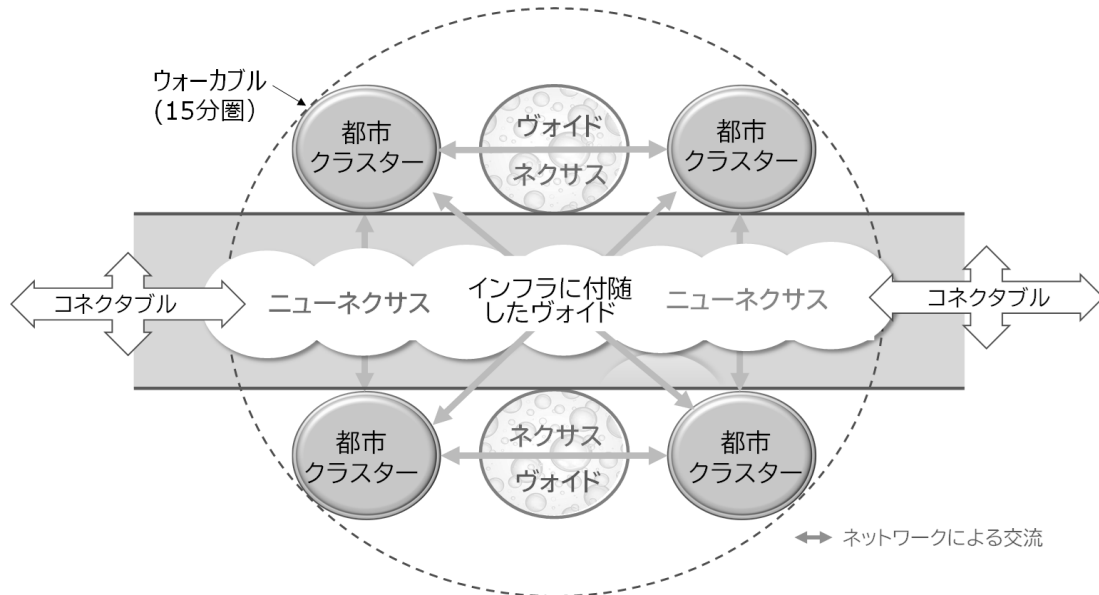 ウォーカブル
(15分圏)
都市
クラスター
ヴォイド
ネクサス
都市
クラスター
コネクタブル
ニューネクサス
インフラに付随
したヴォイド
ニューネクサス
コネクタブル
都市
クラスター
ネクサス
ヴォイド
都市
クラスター
ネットワークによる交流